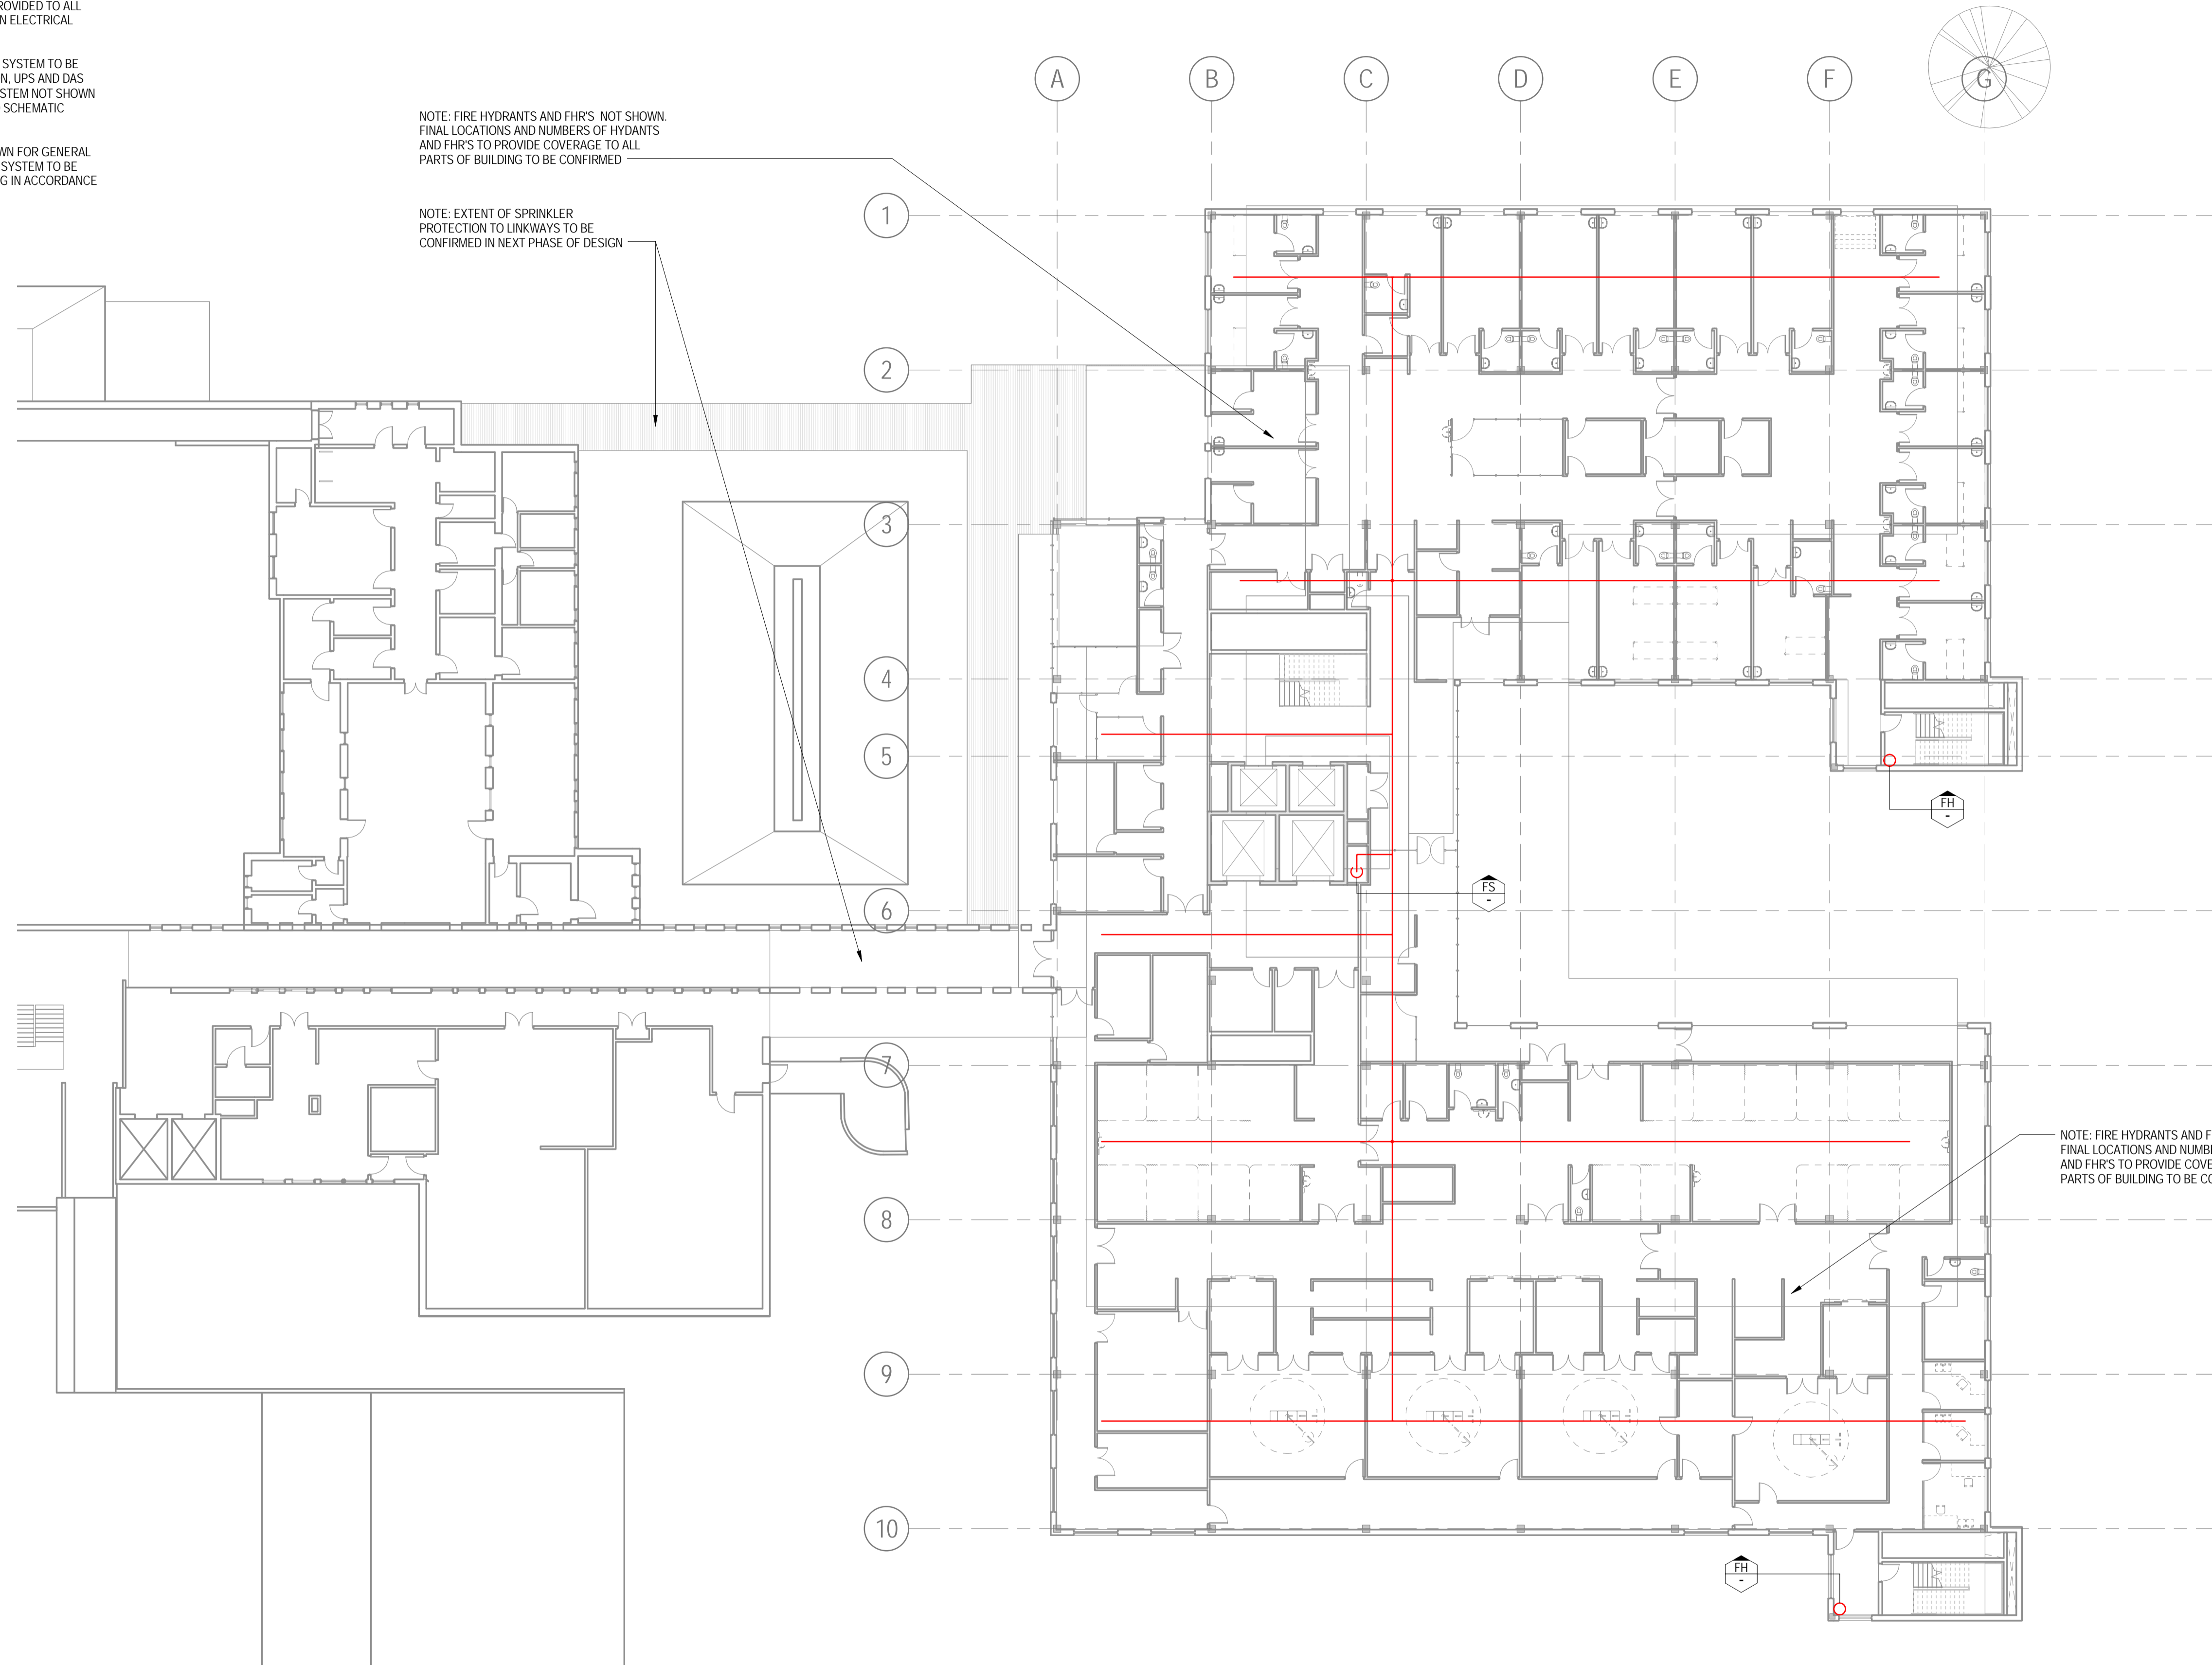 ROVIDED TO ALL
N ELECTRICAL
SYSTEM TO BE
N, UPS AND DAS
STEM NOT SHOWN
SCHEMATIC
WN FOR GENERAL
SYSTEM TO BE
G IN ACCORDANCE
NOTE: FIRE HYDRANTS AND FHR'S NOT SHOWN.
FINAL LOCATIONS AND NUMBERS OF HYDANTS
AND FHR'S TO PROVIDE COVERAGE TO ALL
PARTS OF BUILDING TO BE CONFIRMED
NOTE: EXTENT OF SPRINKLER
PROTECTION TO LINKWAYS TO BE
CONFIRMED IN NEXT PHASE OF DESIGN
A
B
C
D
E
F
G
1
2
3
4
5
6
7
8
9
10
FH
-
FS
-
NOTE: FIRE HYDRANTS AND F
FINAL LOCATIONS AND NUMB
AND FHR'S TO PROVIDE COVE
PARTS OF BUILDING TO BE CO
FH
-